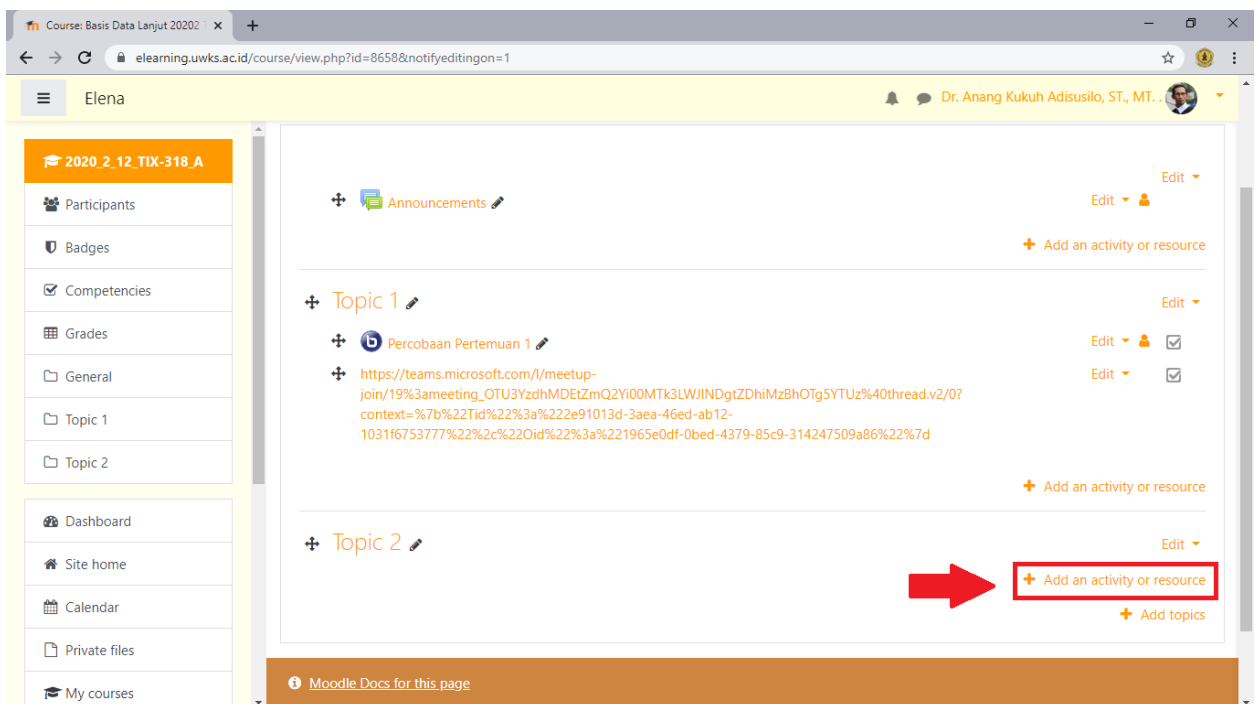 Course: Basis Data Lanjut 20202
elearning.uwks.ac.id/course/view.php?id=8658&notifyeditingon=1
Elena
Dr. Anang Kukuh Adisusilo, ST., MT. .
2020_2_12_TIX-318_A
Participants
Badges
Competencies
Grades
General
Topic 1
Topic 2
Dashboard
Site home
Calendar
Private files
My courses
Edit
Announcements Edit
Add an activity or resource
Topic 1 Edit
b Percobaan Pertemuan 1 Edit
https://teams.microsoft.com/l/meetup- Edit
join/19%3ameeting_OTU3YzdhMDEtZmQ2Yi00MTk3LWJINDgtZDhiMzBhOTg5YTUz%40thread.v2/0?
context=%7b%22Tid%22%3a%222e91013d-3aea-46ed-ab12-
1031f6753777%22%2c%22Oid%22%3a%221965e0df-0bed-4379-85c9-314247509a86%22%7d
Add an activity or resource
Topic 2 Edit
Add an activity or resource
Add topics
Moodle Docs for this page